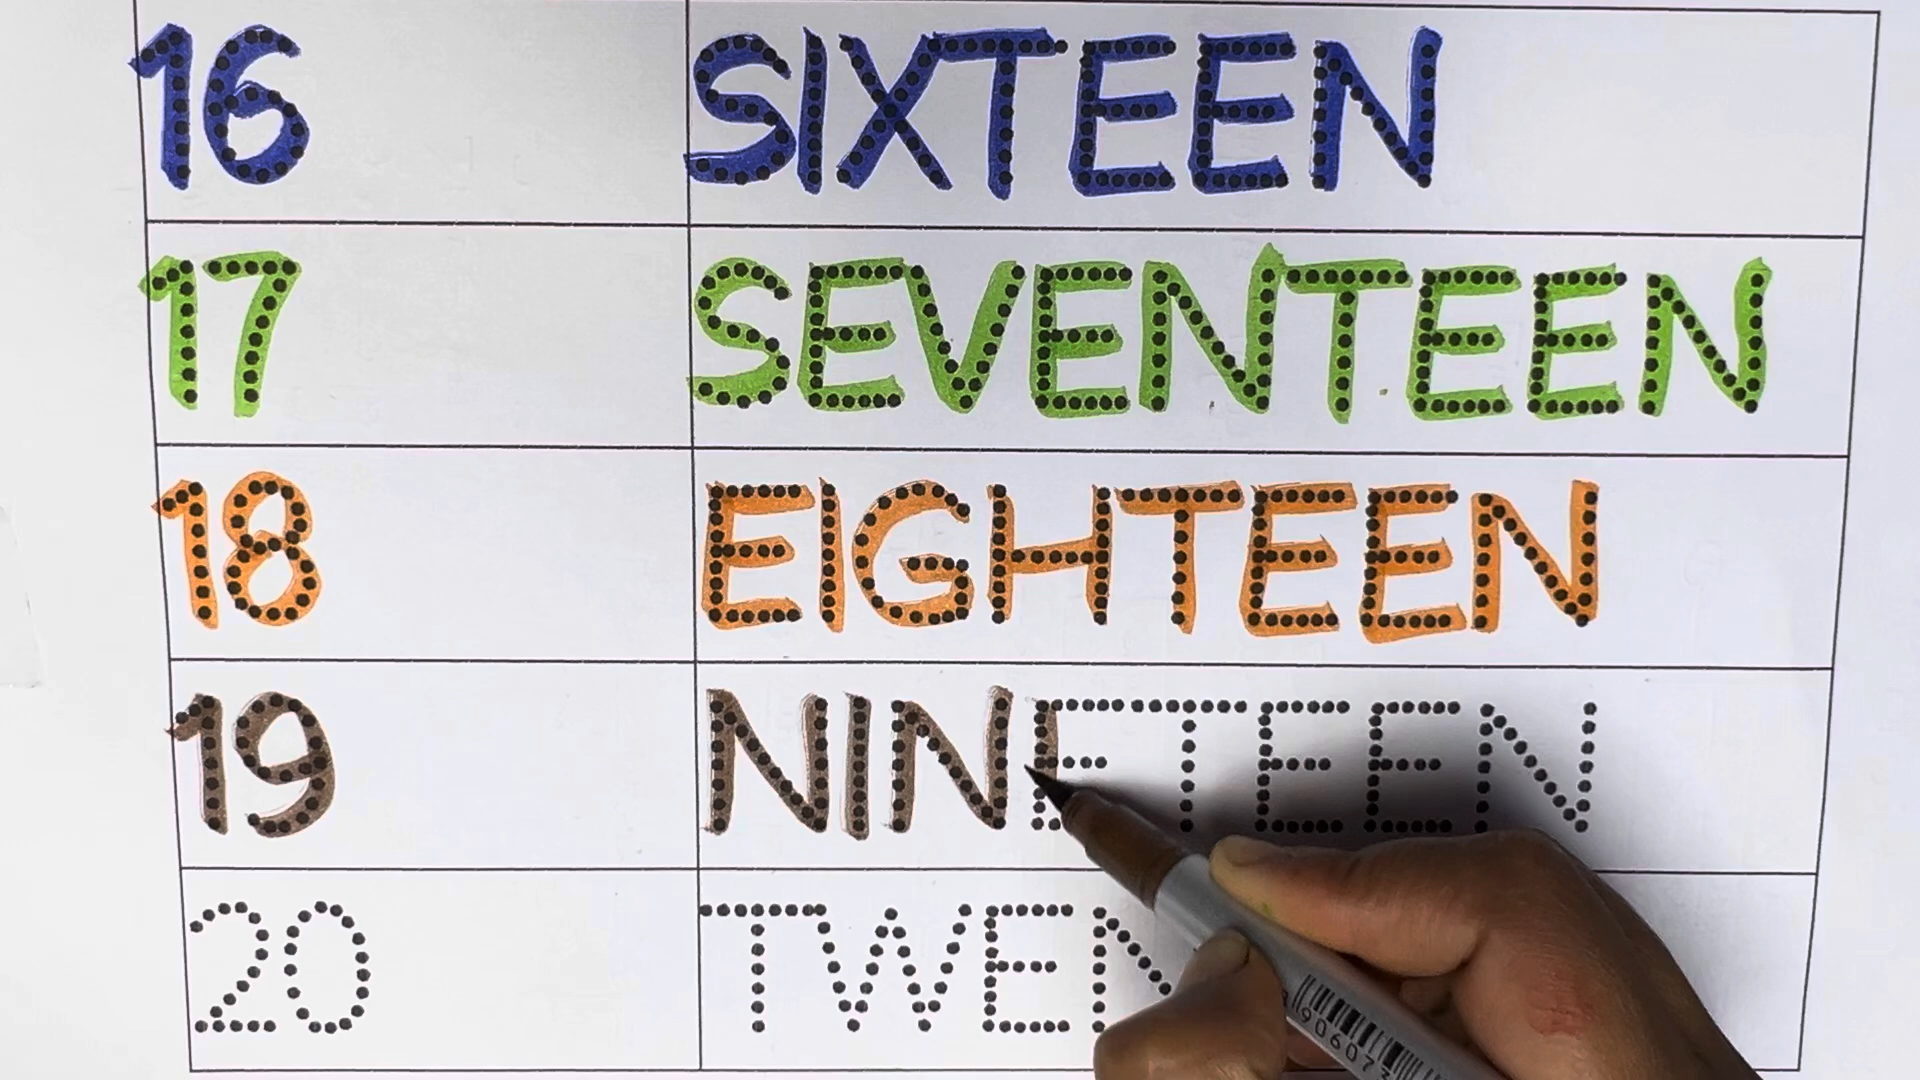 16 SIXTEEN
17 SEVENTEEN
18 EIGHTEEN
19 NINETEEN
20 TWEN